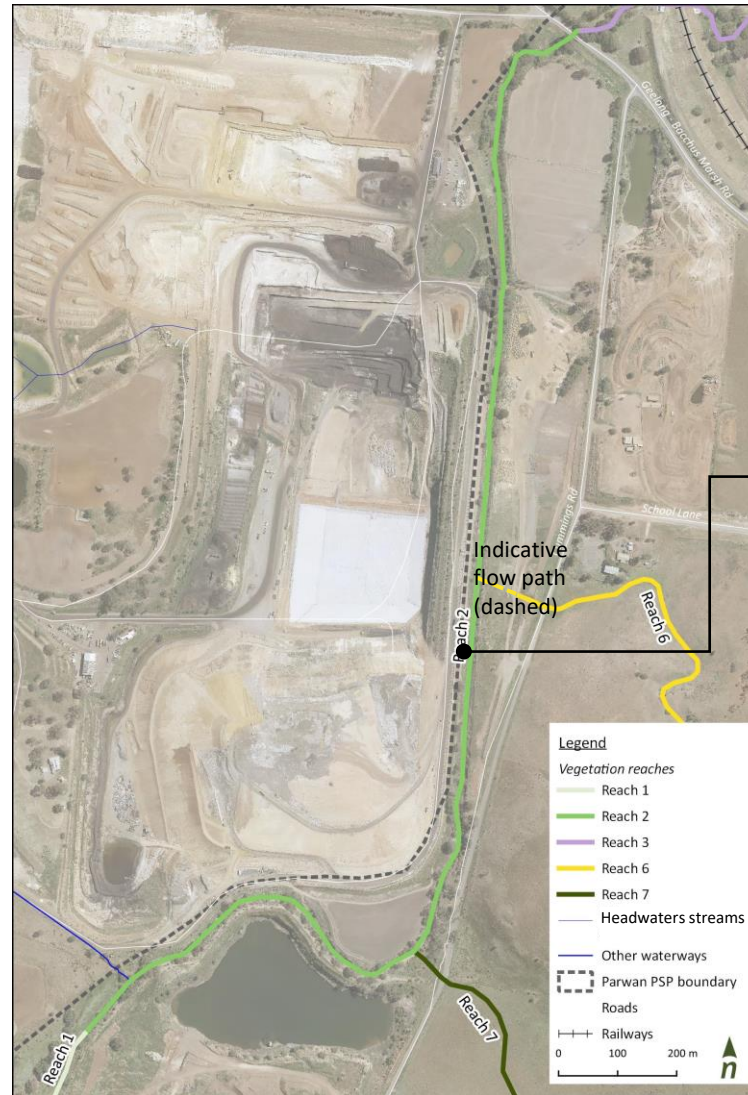 Geelong - Bacchus Marsh Rd
School Lane
mmings Rd
Indicative
flow path
(dashed)
Reach 6
Reach 2
Reach 7
Reach 1
Legend
Vegetation reaches
Reach 1
Reach 2
Reach 3
Reach 6
Reach 7
Headwaters streams
Other waterways
Parwan PSP boundary
Roads
Railways
0 100 200 m
n